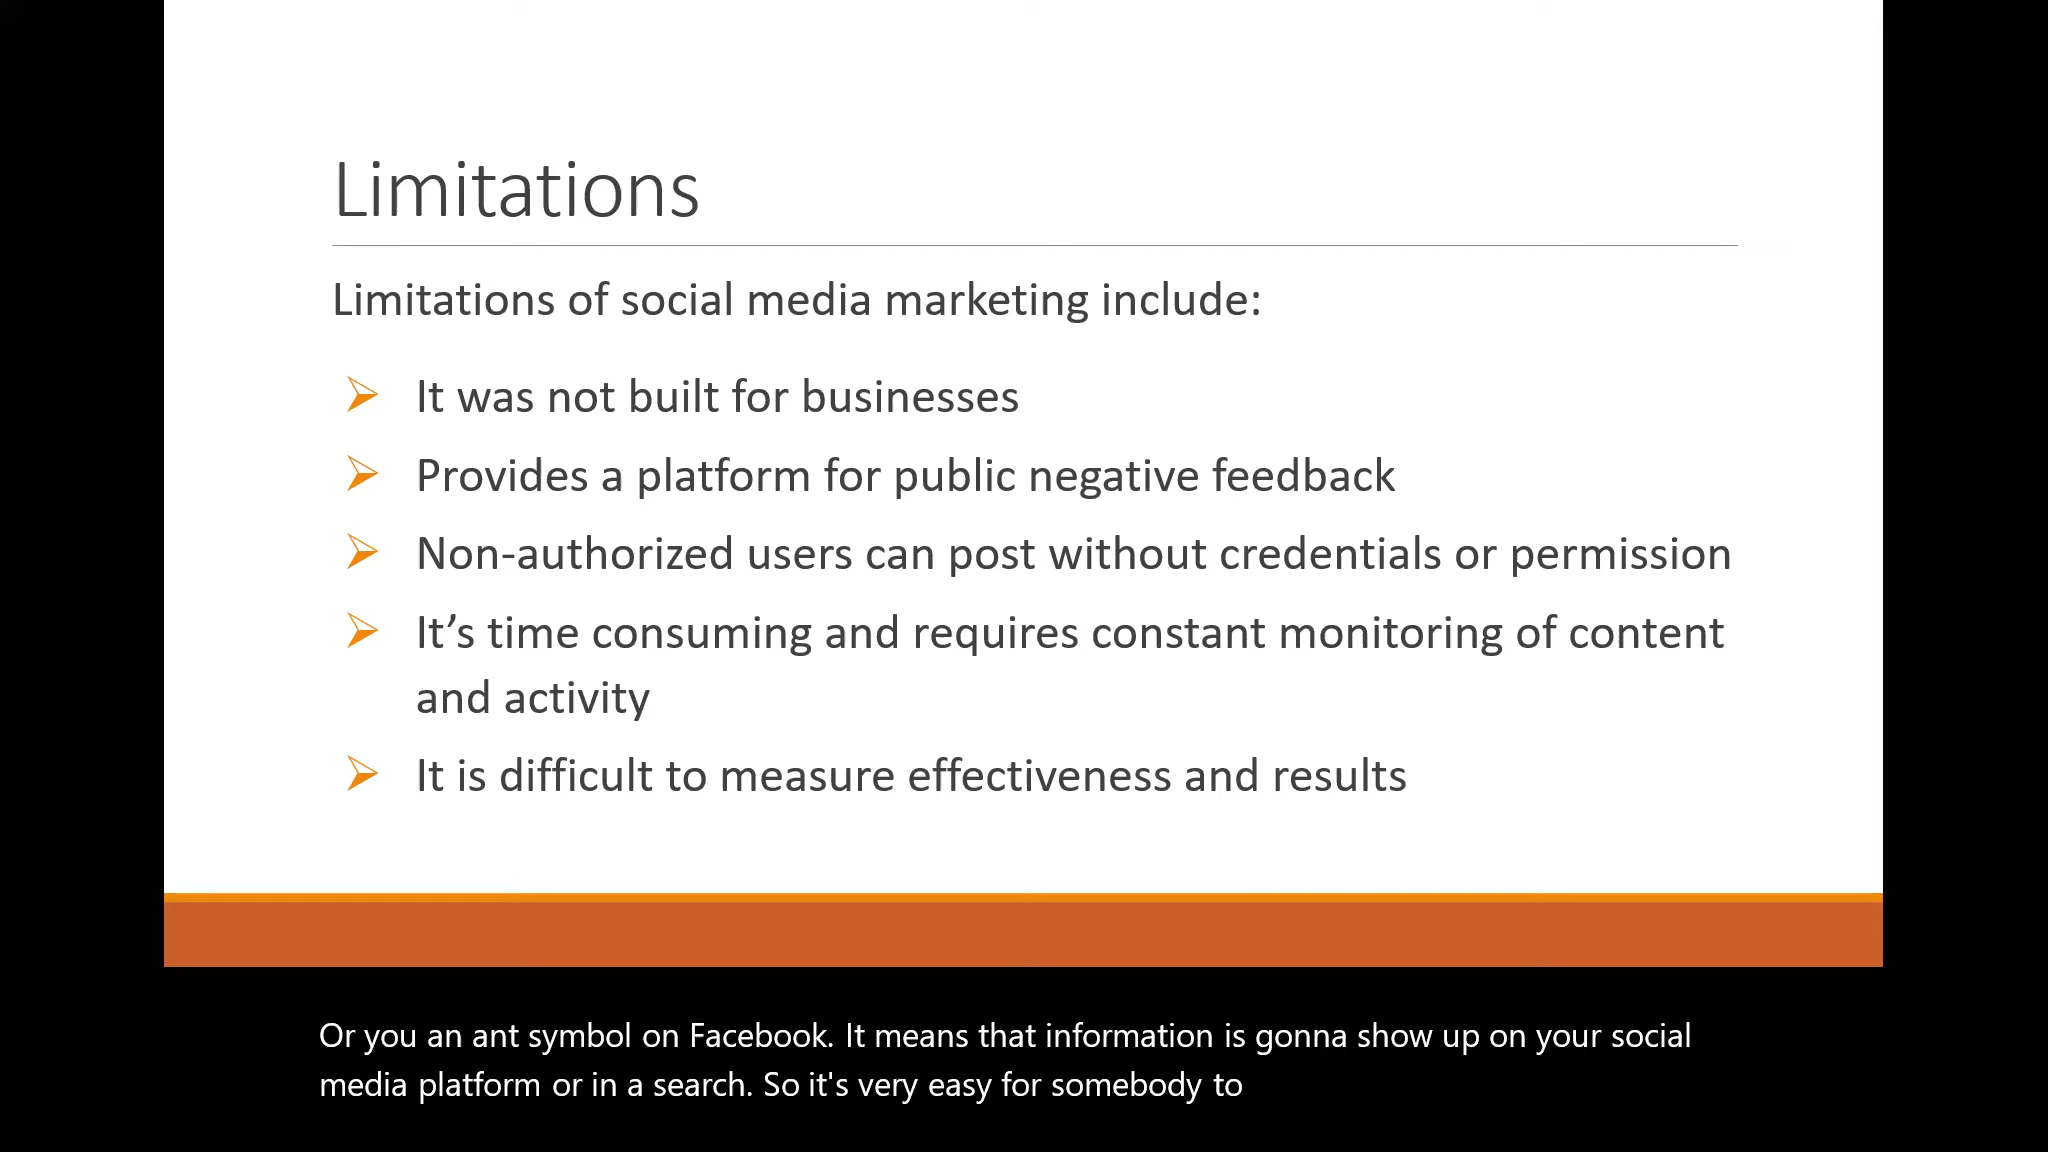 Limitations
Limitations of social media marketing include:
It was not built for businesses
Provides a platform for public negative feedback
Non-authorized users can post without credentials or permission
It’s time consuming and requires constant monitoring of content
and activity
It is difficult to measure effectiveness and results
Or you an ant symbol on Facebook. It means that information is gonna show up on your social
media platform or in a search. So it's very easy for somebody to